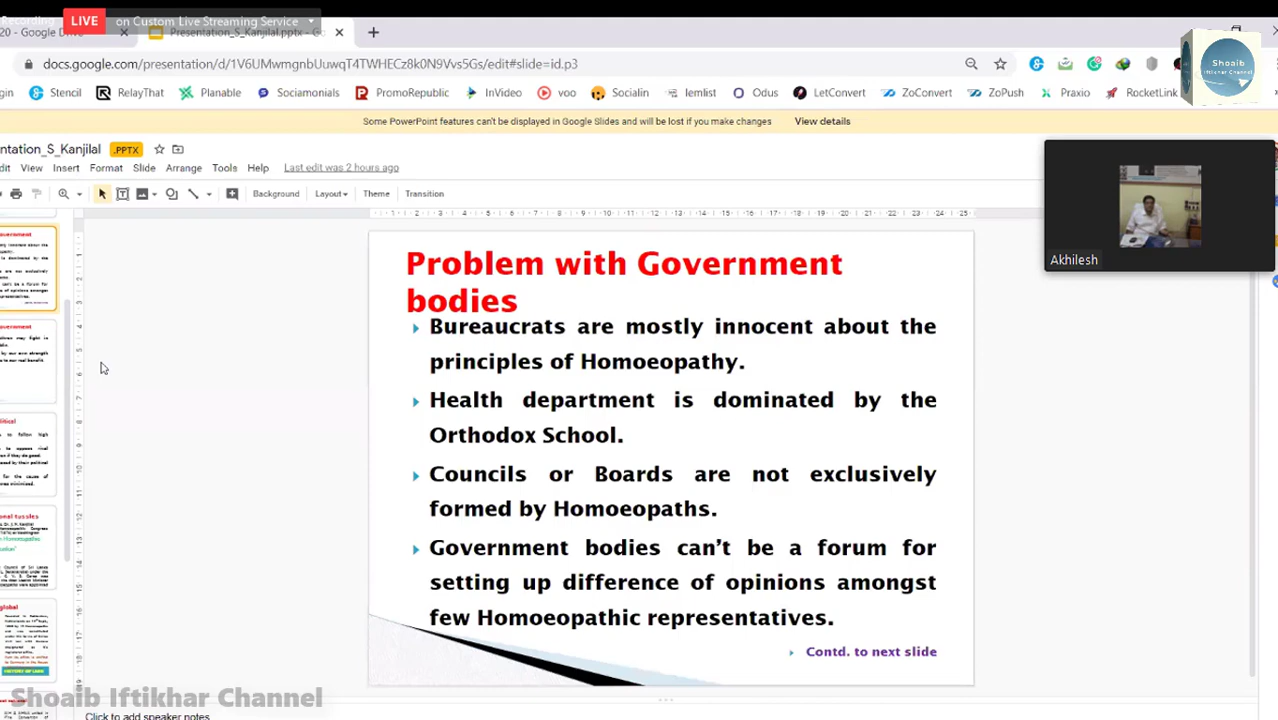 Recording
LIVE on Custom Live Streaming Service
20 - Google Drive
Presentation_S_Kanjilal.pptx - Go
docs.google.com/presentation/d/1V6UMwmgnbUuwqT4TWHECz8k0N9Vvs5Gs/edit#slide=id.p3
Stencil RelayThat Planable Sociamonials PromoRepublic InVideo voo Socialin lemlist Odus LetConvert ZoConvert ZoPush Praxio RocketLink
Shoaib
Iftikhar Channel
Some PowerPoint features can't be displayed in Google Slides and will be lost if you make changes View details
ntation_S_Kanjilal .PPTX
dit View Insert Format Slide Arrange Tools Help Last edit was 2 hours ago
Background Layout Theme Transition
Akhilesh
Problem with Government
bodies
Bureaucrats are mostly innocent about the
principles of Homoeopathy.
Health department is dominated by the
Orthodox School.
Councils or Boards are not exclusively
formed by Homoeopaths.
Government bodies can't be a forum for
setting up difference of opinions amongst
few Homoeopathic representatives.
Contd. to next slide
Shoaib Iftikhar Channel
Click to add speaker notes